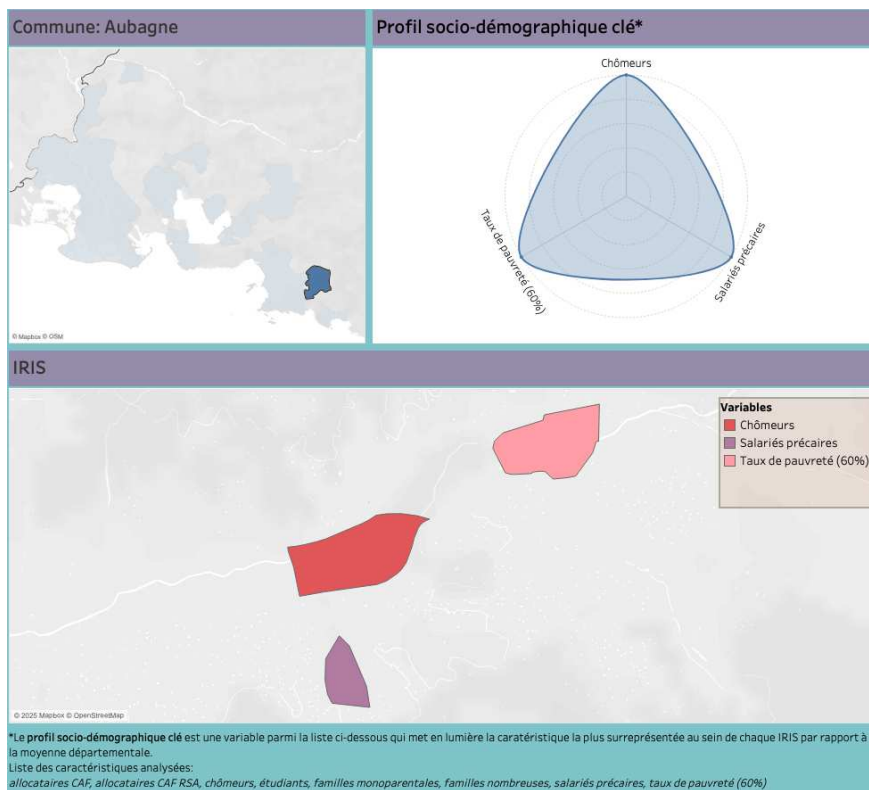 Commune: Aubagne
© Mapbox © OSM
Profil socio-démographique clé*
Chômeurs
Taux de pauvreté (60%)
Salariés précaires
IRIS
Variables
Chômeurs
Salariés précaires
Taux de pauvreté (60%)
© 2025 Mapbox © OpenStreetMap
*Le profil socio-démographique clé est une variable parmi la liste ci-dessous qui met en lumière la caratéristique la plus surreprésentée au sein de chaque IRIS par rapport à
la moyenne départementale.
Liste des caractéristiques analysées:
allocataires CAF, allocataires CAF RSA, chômeurs, étudiants, familles monoparentales, familles nombreuses, salariés précaires, taux de pauvreté (60%)